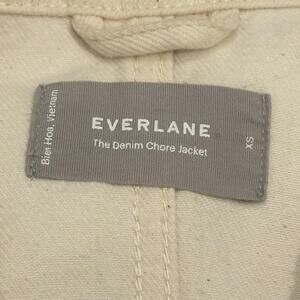 Bien Hoa, Vietnam
EVERLANE
The Denim Chore Jacket
XS